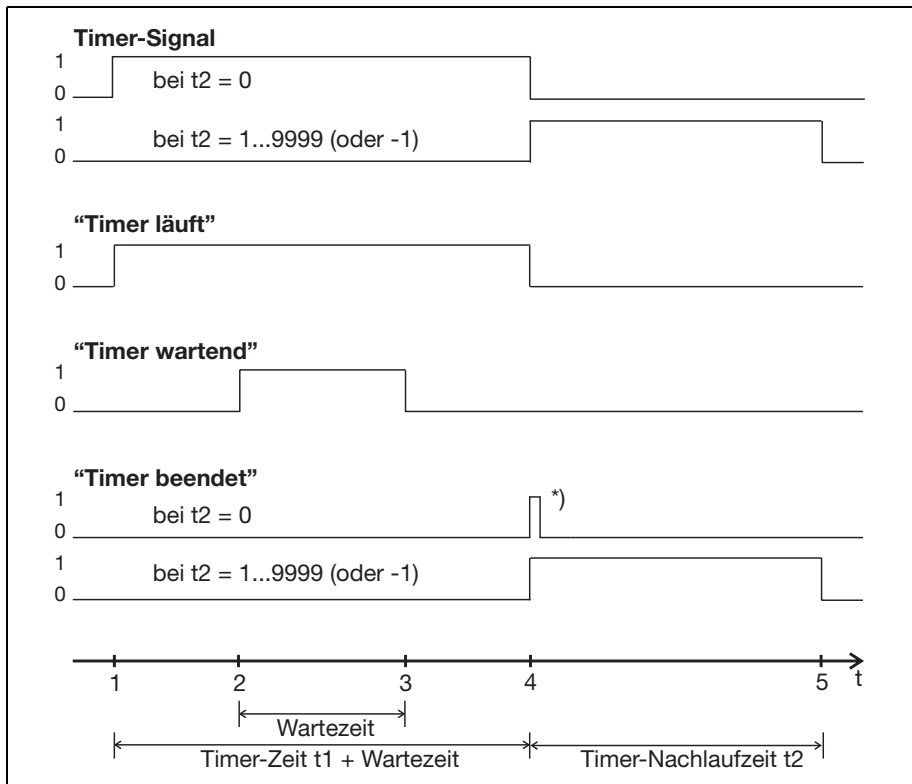 Timer-Signal
1
0
bei t2 = 0
1
0
bei t2 = 1...9999 (oder -1)
“Timer läuft”
1
0
“Timer wartend”
1
0
“Timer beendet”
1
0
bei t2 = 0
*)
1
0
bei t2 = 1...9999 (oder -1)
1 2 3 4 5 t
Wartezeit
Timer-Zeit t1 + Wartezeit Timer-Nachlaufzeit t2